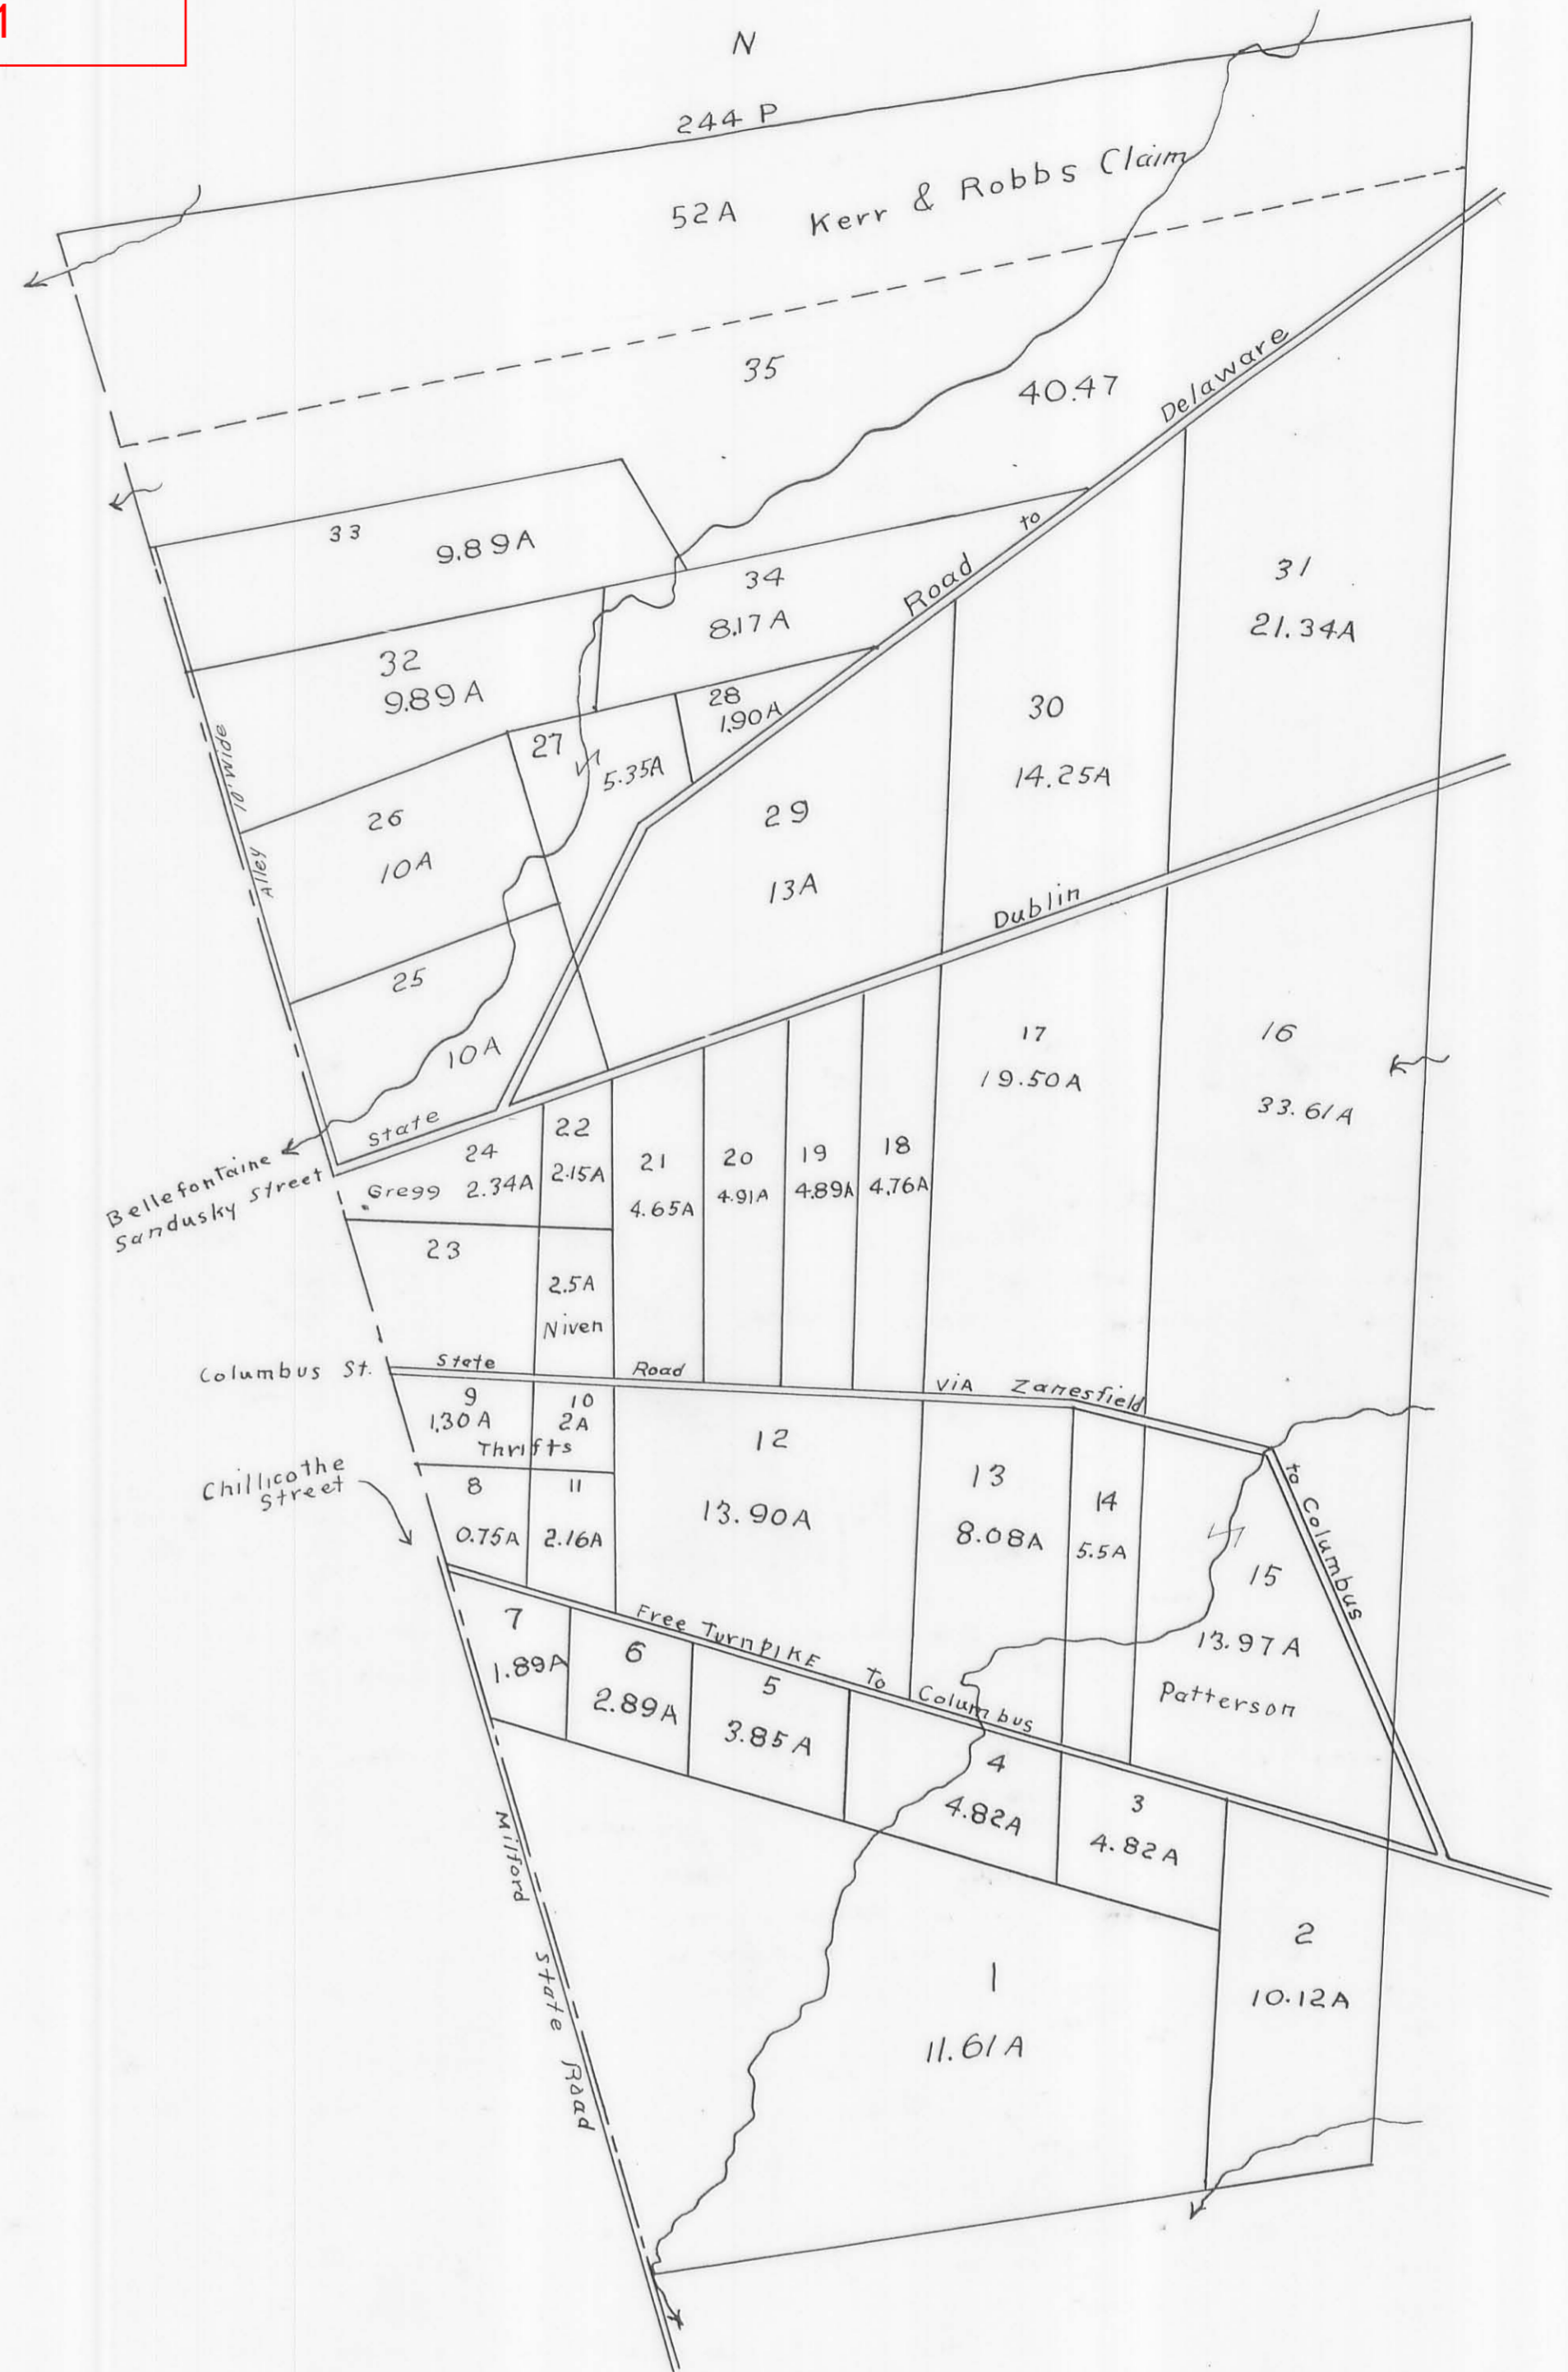 1
N
244 P
52A
Kerr & Robbs Claim
35
40.47
Road to Delaware
33
9.89A
34
8.17A
31
21.34A
32
9.89A
28
1.90A
30
14.25A
27
5.35A
10' Wide
Alley
26
10A
29
13A
Dublin
25
10A
17
19.50A
16
33.61A
State
Bellefontaine
Sandusky Street
24
Gregg 2.34A
22
2.15A
21
4.65A
20
4.91A
19
4.89A
18
4.76A
23
2.5A
Niven
Columbus St.
State Road VIA Zanesfield
to Columbus
9
1.30A
10
2A
Thrifts
12
13.90A
13
8.08A
14
5.5A
15
13.97A
Patterson
Chillicothe
Street
8
0.75A
11
2.16A
Free TurnPIKE To Columbus
7
1.89A
6
2.89A
5
3.85A
4
4.82A
3
4.82A
Milford State Road
1
11.61A
2
10.12A